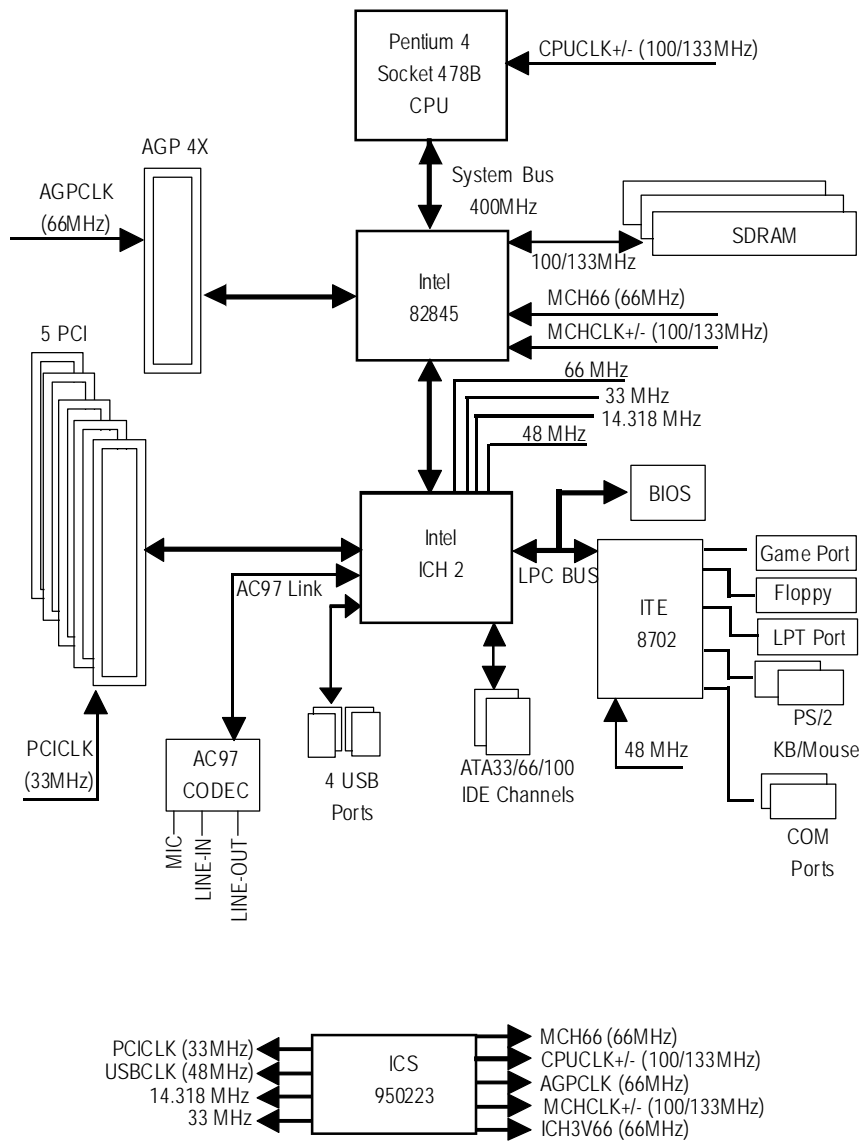 Pentium 4
Socket 478B
CPU
CPUCLK+/- (100/133MHz)
AGP 4X
AGPCLK
(66MHz)
System Bus
400MHz
SDRAM
100/133MHz
Intel
82845
MCH66 (66MHz)
MCHCLK+/- (100/133MHz)
5 PCI
66 MHz
33 MHz
14.318 MHz
48 MHz
BIOS
Intel
ICH 2
LPC BUS
AC97 Link
ITE
8702
Game Port
Floppy
LPT Port
PS/2
KB/Mouse
48 MHz
PCICLK
(33MHz)
AC97
CODEC
4 USB
Ports
ATA33/66/100
IDE Channels
COM
Ports
MIC
LINE-IN
LINE-OUT
PCICLK (33MHz)
USBCLK (48MHz)
14.318 MHz
33 MHz
ICS
950223
MCH66 (66MHz)
CPUCLK+/- (100/133MHz)
AGPCLK (66MHz)
MCHCLK+/- (100/133MHz)
ICH3V66 (66MHz)